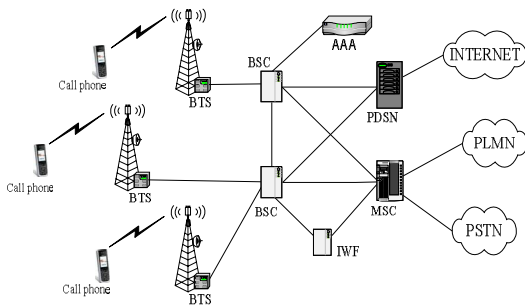 AAA
BSC
INTERNET
Call phone
BTS
PDSN
PLMN
Call phone
BTS
BSC
MSC
PSTN
IWF
Call phone
BTS